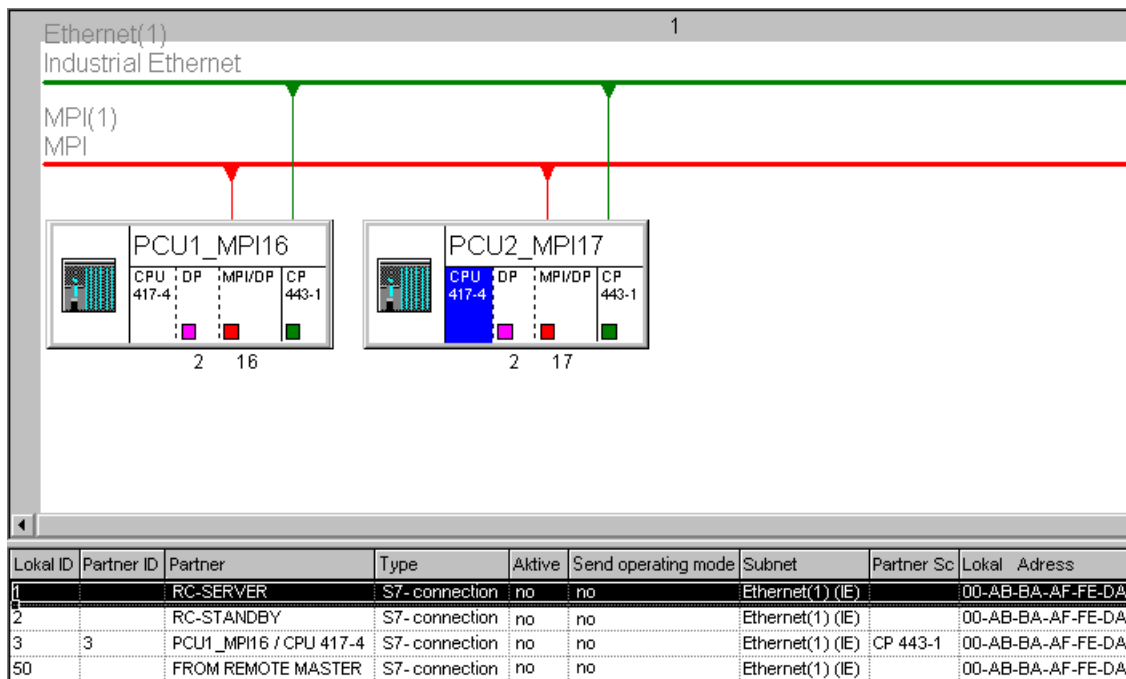 1
Ethernet(1)
Industrial Ethernet
MPI(1)
MPI
PCU1_MPI16
CPU 417-4 DP MPI/DP CP 443-1
2 16
PCU2_MPI17
CPU 417-4 DP MPI/DP CP 443-1
2 17
Lokal ID Partner ID Partner Type Aktive Send operating mode Subnet Partner Sc Lokal Adress
1 RC-SERVER S7- connection no no Ethernet(1) (IE) 00-AB-BA-AF-FE-DA
2 RC-STANDBY S7- connection no no Ethernet(1) (IE) 00-AB-BA-AF-FE-DA
3 3 PCU1_MPI16 / CPU 417-4 S7- connection no no Ethernet(1) (IE) CP 443-1 00-AB-BA-AF-FE-DA
50 FROM REMOTE MASTER S7- connection no no Ethernet(1) (IE) 00-AB-BA-AF-FE-DA